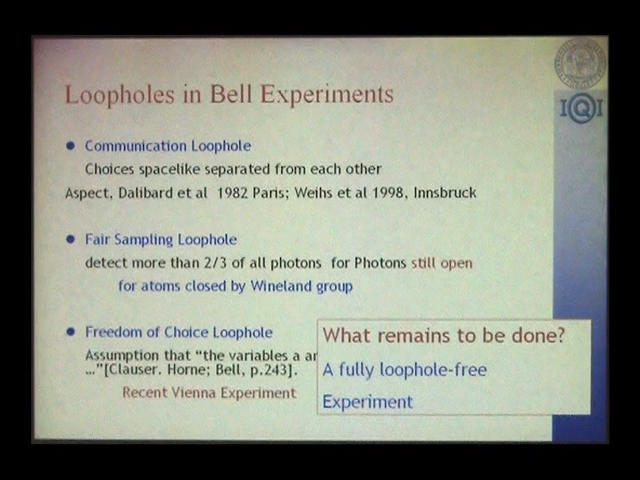 Loopholes in Bell Experiments
IQI
Communication Loophole
Choices spacelike separated from each other
Aspect, Dalibard et al 1982 Paris; Weihs et al 1998, Innsbruck
Fair Sampling Loophole
detect more than 2/3 of all photons for Photons still open
for atoms closed by Wineland group
Freedom of Choice Loophole
Assumption that “the variables a ar
…”[Clauser. Horne; Bell, p.243].
Recent Vienna Experiment
What remains to be done?
A fully loophole-free
Experiment